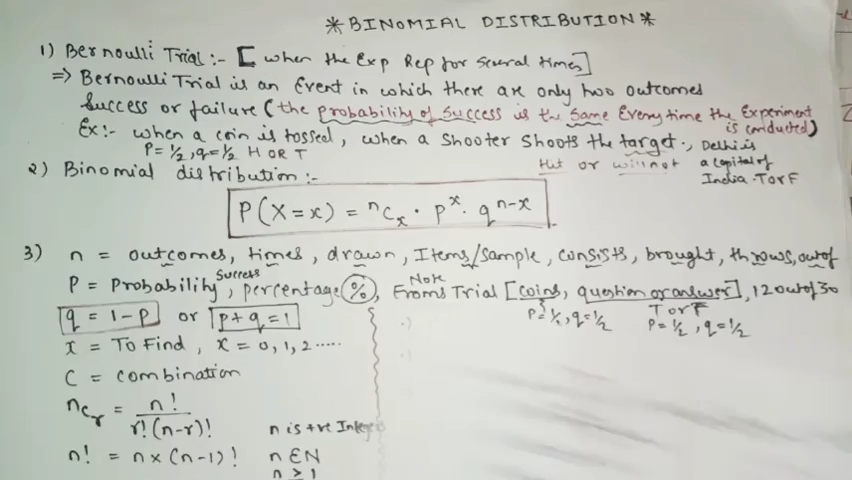 *BINOMIAL DISTRIBUTION*
1) Bernoulli Trial :- [ when the Exp Rep for several times]
=> Bernoulli Trial is an Event in which there are only two outcomes
Success or failure (the probability of Success is the Same Every time the Experiment is conducted)
Ex:- when a coin is tossed, when a Shooter Shoots the target., Delhi is
P=1/2, q=1/2 H OR T
Hit or will not
a capital of
India. T or F
2) Binomial distribution :-
P(X=x) = ⁿCₓ · pˣ · qⁿ⁻ˣ
3) n = outcomes, times, drawn, Items/Sample, consists, brought, throws, out of
P = Probability Success, percentage (%), Note From Trial [coins, question or answer], 12 out of 30
q = 1-p or p+q=1
P=1/2, q=1/2
T or F
P=1/2, q=1/2
x = To Find, x = 0, 1, 2 .....
C = combination
nCr = n! / r!(n-r)!
n is +ve Integ
n! = n x (n-1)! n ∈ N
n ≥ 1